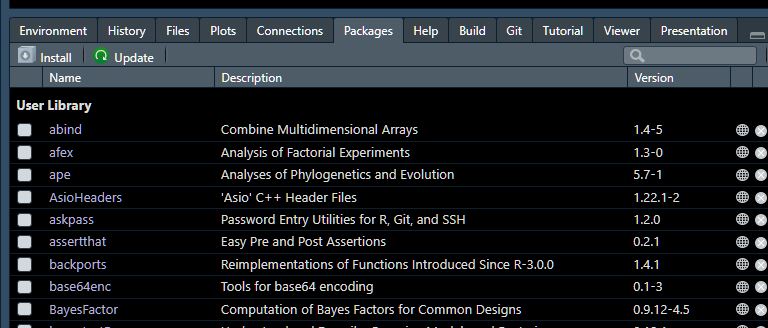 Environment History Files Plots Connections Packages Help Build Git Tutorial Viewer Presentation
Install Update
Name Description Version
User Library
abind Combine Multidimensional Arrays 1.4-5
afex Analysis of Factorial Experiments 1.3-0
ape Analyses of Phylogenetics and Evolution 5.7-1
AsioHeaders 'Asio' C++ Header Files 1.22.1-2
askpass Password Entry Utilities for R, Git, and SSH 1.2.0
assertthat Easy Pre and Post Assertions 0.2.1
backports Reimplementations of Functions Introduced Since R-3.0.0 1.4.1
base64enc Tools for base64 encoding 0.1-3
BayesFactor Computation of Bayes Factors for Common Designs 0.9.12-4.5